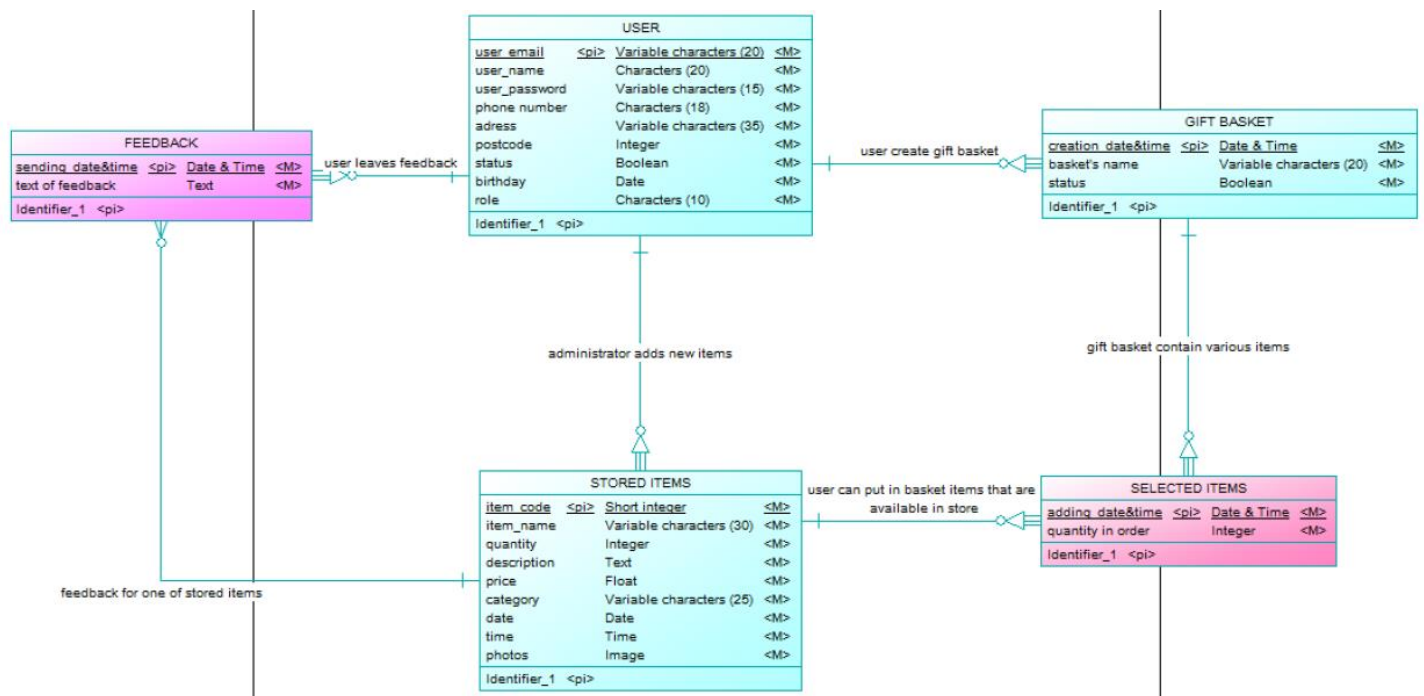 USER
user_email <pi> Variable characters (20) <M>
user_name Characters (20) <M>
user_password Variable characters (15) <M>
phone number Characters (18) <M>
adress Variable characters (35) <M>
postcode Integer <M>
status Boolean <M>
birthday Date <M>
role Characters (10) <M>
Identifier_1 <pi>
FEEDBACK
sending_date&time <pi> Date & Time <M>
text of feedback Text <M>
Identifier_1 <pi>
user leaves feedback
user create gift basket
GIFT BASKET
creation_date&time <pi> Date & Time <M>
basket's name Variable characters (20) <M>
status Boolean <M>
Identifier_1 <pi>
administrator adds new items
gift basket contain various items
STORED ITEMS
item_code <pi> Short integer <M>
item_name Variable characters (30) <M>
quantity Integer <M>
description Text <M>
price Float <M>
category Variable characters (25) <M>
date Date <M>
time Time <M>
photos Image <M>
Identifier_1 <pi>
user can put in basket items that are
available in store
SELECTED ITEMS
adding_date&time <pi> Date & Time <M>
quantity in order Integer <M>
Identifier_1 <pi>
feedback for one of stored items